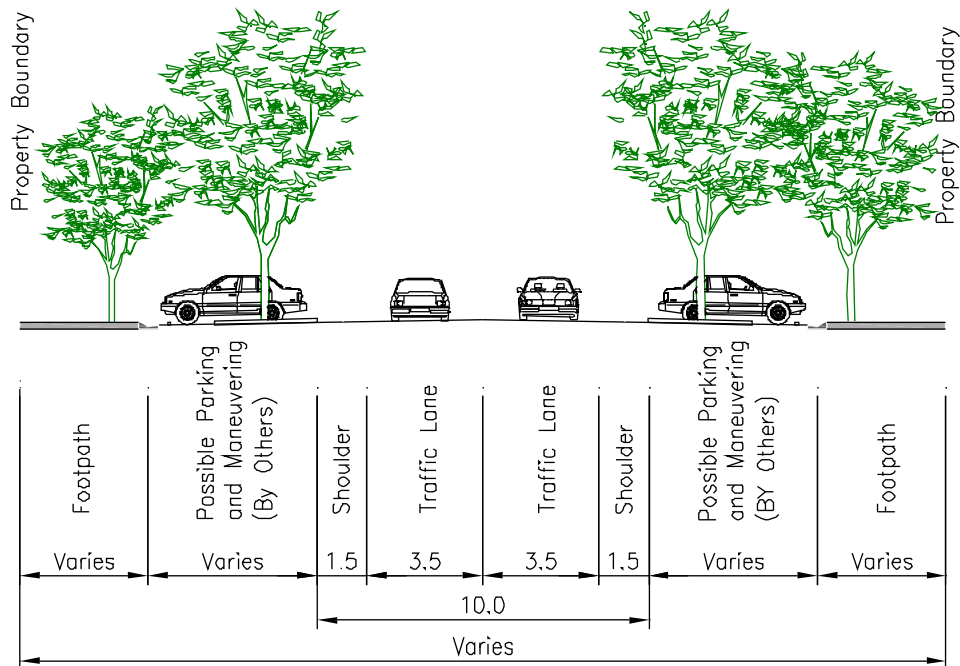 Property Boundary
Property Boundary
Footpath
Possible Parking
and Maneuvering
(By Others)
Shoulder
Traffic Lane
Traffic Lane
Shoulder
Possible Parking
and Maneuvering
(BY Others)
Footpath
Varies
Varies
1.5
3.5
3.5
1.5
Varies
Varies
10.0
Varies